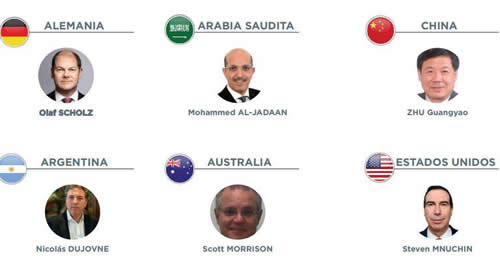 ALEMANIA
ARABIA SAUDITA
CHINA
Olaf SCHOLZ
Mohammed AL-JADAAN
ZHU Guangyao
ARGENTINA
AUSTRALIA
ESTADOS UNIDOS
Nicolás DUJOVNE
Scott MORRISON
Steven MNUCHIN